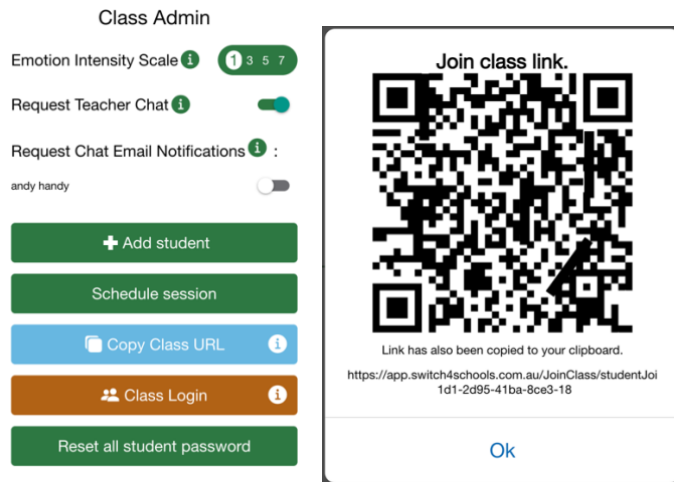 Class Admin
Emotion Intensity Scale i 1 3 5 7
Request Teacher Chat i
Request Chat Email Notifications i :
andy handy
+ Add student
Schedule session
Copy Class URL i
Class Login i
Reset all student password
Join class link.
Link has also been copied to your clipboard.
https://app.switch4schools.com.au/JoinClass/studentJoi
1d1-2d95-41ba-8ce3-18
Ok